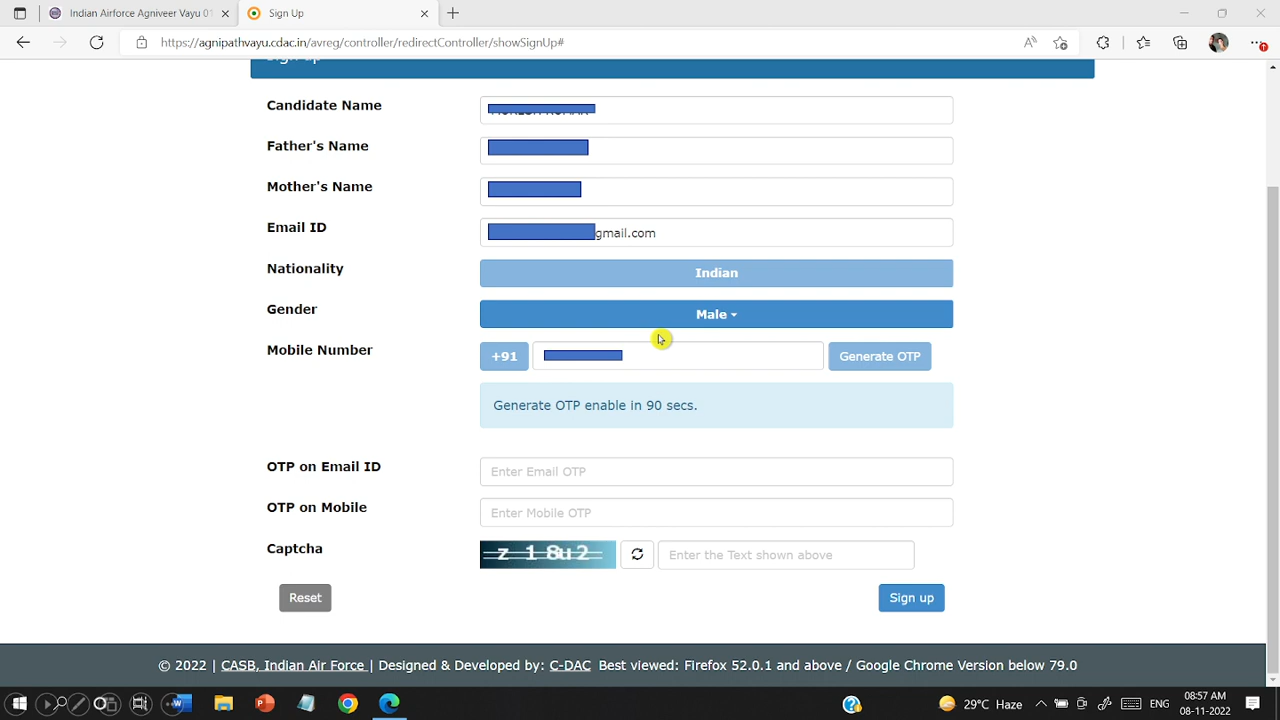 Indian Airforce Agniveer Vayu 01
Sign Up
https://agnipathvayu.cdac.in/avreg/controller/redirectController/showSignUp#
Sign up
Candidate Name
Father's Name
Mother's Name
Email ID
gmail.com
Nationality
Indian
Gender
Male
Mobile Number
+91
Generate OTP
Generate OTP enable in 90 secs.
OTP on Email ID
Enter Email OTP
OTP on Mobile
Enter Mobile OTP
Captcha
z 18u2
Enter the Text shown above
Reset
Sign up
© 2022 | CASB, Indian Air Force | Designed & Developed by: C-DAC Best viewed: Firefox 52.0.1 and above / Google Chrome Version below 79.0
29°C Haze
ENG
08:57 AM
08-11-2022